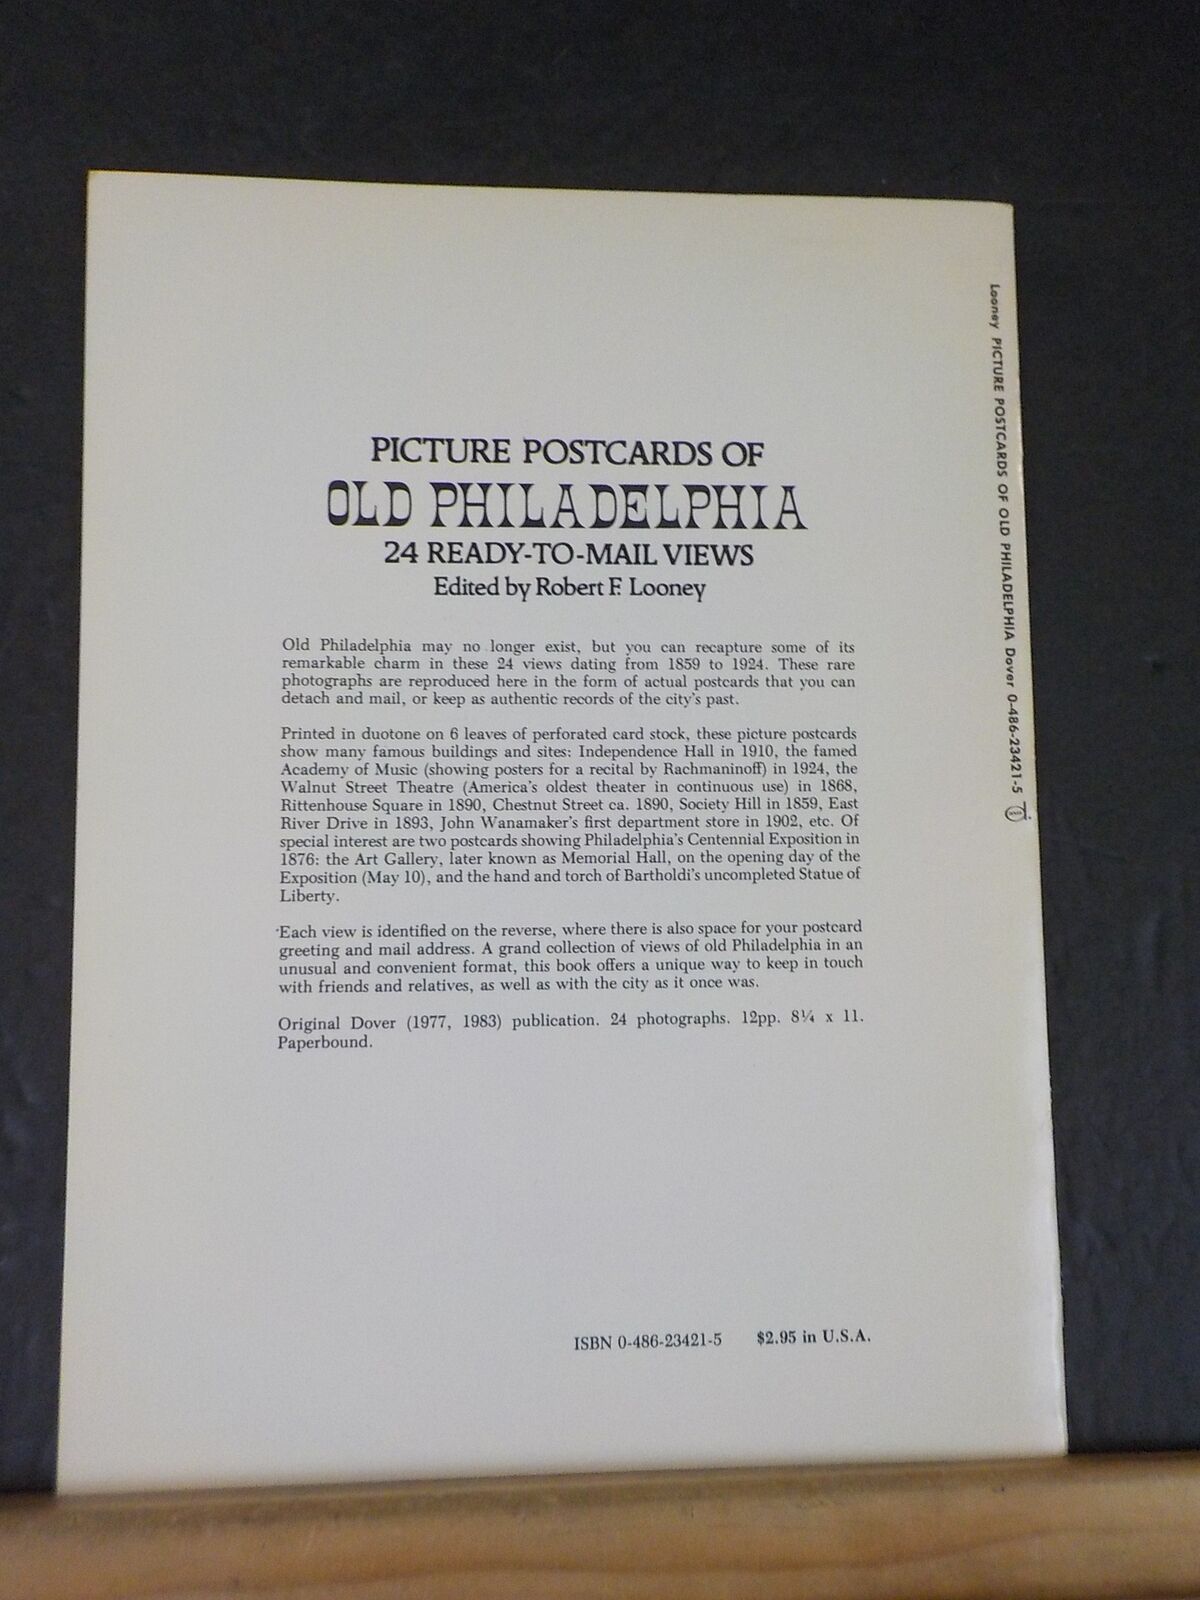 PICTURE POSTCARDS OF
OLD PHILADELPHIA
24 READY-TO-MAIL VIEWS
Edited by Robert F. Looney
Old Philadelphia may no longer exist, but you can recapture some of its
remarkable charm in these 24 views dating from 1859 to 1924. These rare
photographs are reproduced here in the form of actual postcards that you can
detach and mail, or keep as authentic records of the city's past.
Printed in duotone on 6 leaves of perforated card stock, these picture postcards
show many famous buildings and sites: Independence Hall in 1910, the famed
Academy of Music (showing posters for a recital by Rachmaninoff) in 1924, the
Walnut Street Theatre (America's oldest theater in continuous use) in 1868,
Rittenhouse Square in 1890, Chestnut Street ca. 1890, Society Hill in 1859, East
River Drive in 1893, John Wanamaker's first department store in 1902, etc. Of
special interest are two postcards showing Philadelphia's Centennial Exposition in
1876: the Art Gallery, later known as Memorial Hall, on the opening day of the
Exposition (May 10), and the hand and torch of Bartholdi's uncompleted Statue of
Liberty.
Each view is identified on the reverse, where there is also space for your postcard
greeting and mail address. A grand collection of views of old Philadelphia in an
unusual and convenient format, this book offers a unique way to keep in touch
with friends and relatives, as well as with the city as it once was.
Original Dover (1977, 1983) publication. 24 photographs. 12pp. 8¼ x 11.
Paperbound.
ISBN 0-486-23421-5 $2.95 in U.S.A.
Looney PICTURE POSTCARDS OF OLD PHILADELPHIA Dover 0-486-23421-5